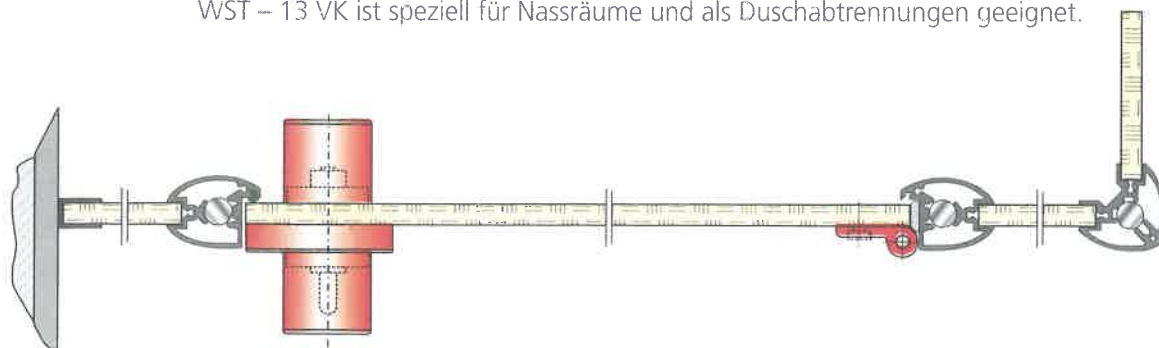 WST – 13 VK ist speziell für Nassräume und als Duschabtrennungen geeignet.